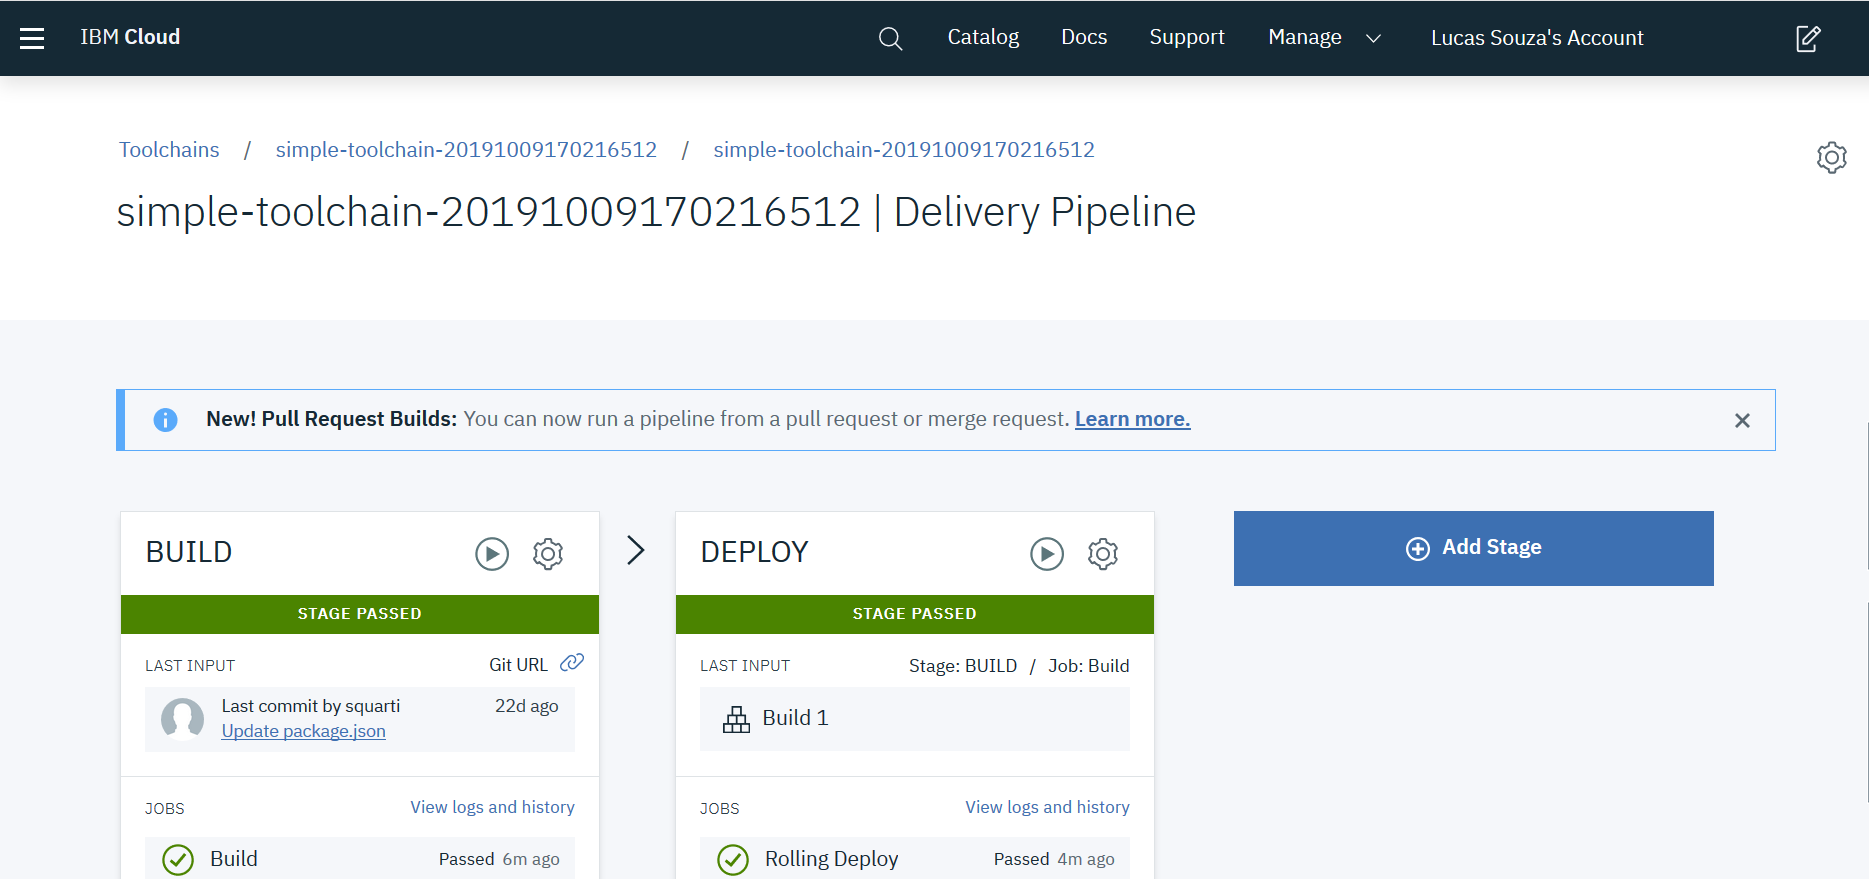 IBM Cloud Catalog Docs Support Manage Lucas Souza's Account
Toolchains / simple-toolchain-20191009170216512 / simple-toolchain-20191009170216512
simple-toolchain-20191009170216512 | Delivery Pipeline
New! Pull Request Builds: You can now run a pipeline from a pull request or merge request. Learn more.
BUILD
STAGE PASSED
LAST INPUT Git URL
Last commit by squarti 22d ago
Update package.json
JOBS View logs and history
Build Passed 6m ago
DEPLOY
STAGE PASSED
LAST INPUT Stage: BUILD / Job: Build
Build 1
JOBS View logs and history
Rolling Deploy Passed 4m ago
Add Stage